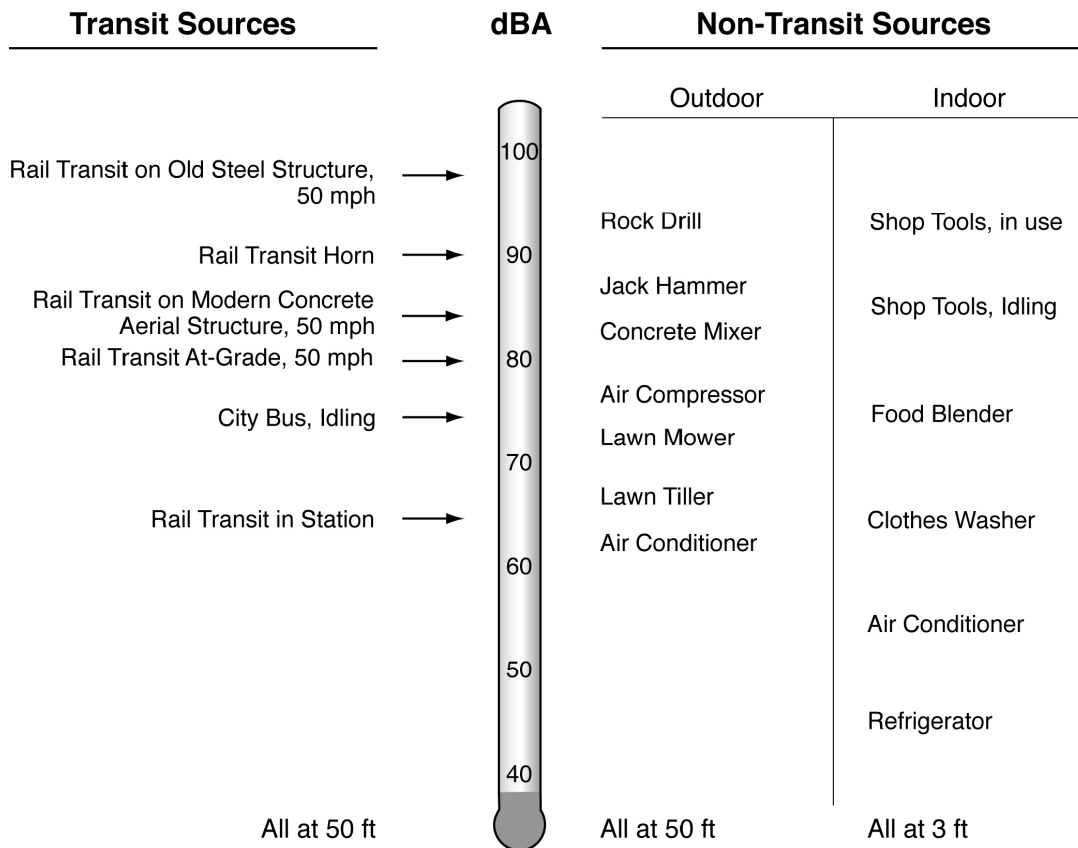 Transit Sources
dBA
Non-Transit Sources
Outdoor
Indoor
Rail Transit on Old Steel Structure,
50 mph
Rail Transit Horn
Rail Transit on Modern Concrete
Aerial Structure, 50 mph
Rail Transit At-Grade, 50 mph
City Bus, Idling
Rail Transit in Station
All at 50 ft
100
90
80
70
60
50
40
Rock Drill
Jack Hammer
Concrete Mixer
Air Compressor
Lawn Mower
Lawn Tiller
Air Conditioner
All at 50 ft
Shop Tools, in use
Shop Tools, Idling
Food Blender
Clothes Washer
Air Conditioner
Refrigerator
All at 3 ft